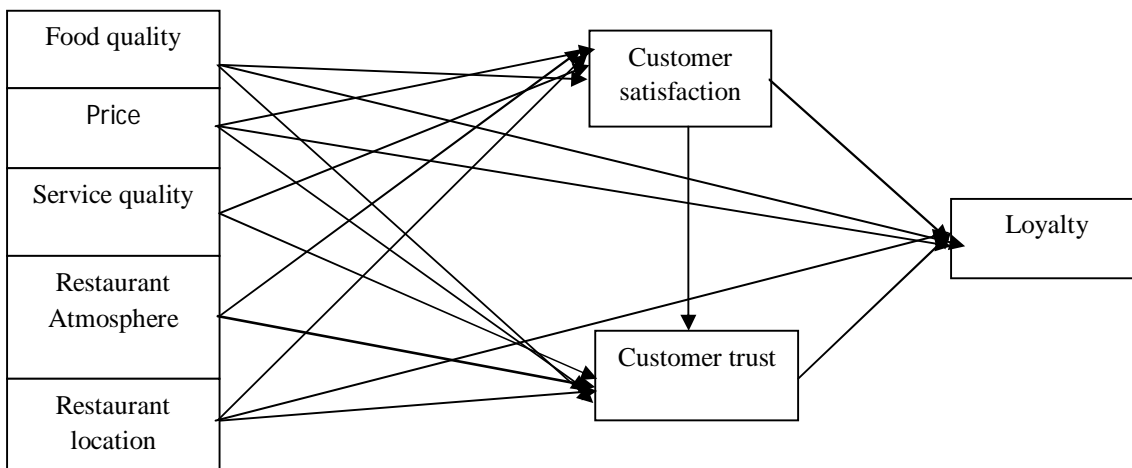 Food quality
Price
Service quality
Restaurant
Atmosphere
Restaurant
location
Customer
satisfaction
Customer trust
Loyalty